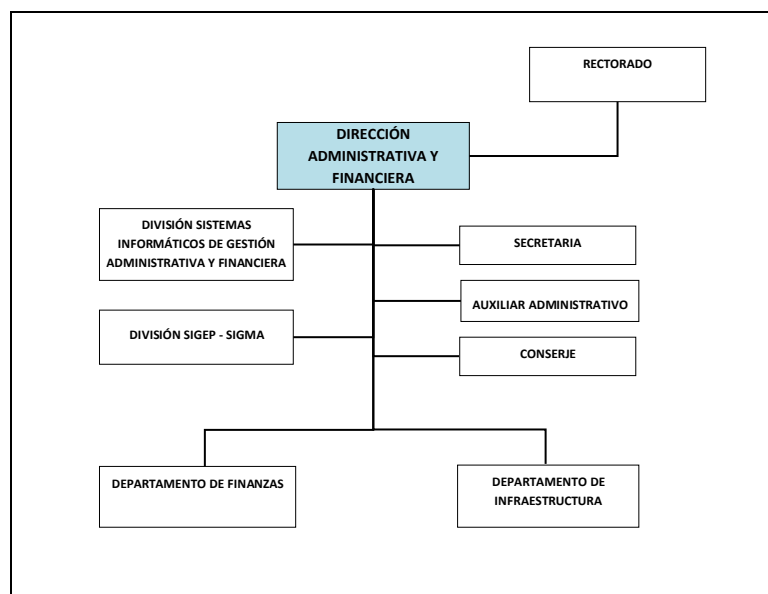 RECTORADO
DIRECCIÓN
ADMINISTRATIVA Y
FINANCIERA
DIVISIÓN SISTEMAS
INFORMÁTICOS DE GESTIÓN
ADMINISTRATIVA Y FINANCIERA
SECRETARIA
AUXILIAR ADMINISTRATIVO
DIVISIÓN SIGEP - SIGMA
CONSERJE
DEPARTAMENTO DE FINANZAS
DEPARTAMENTO DE
INFRAESTRUCTURA